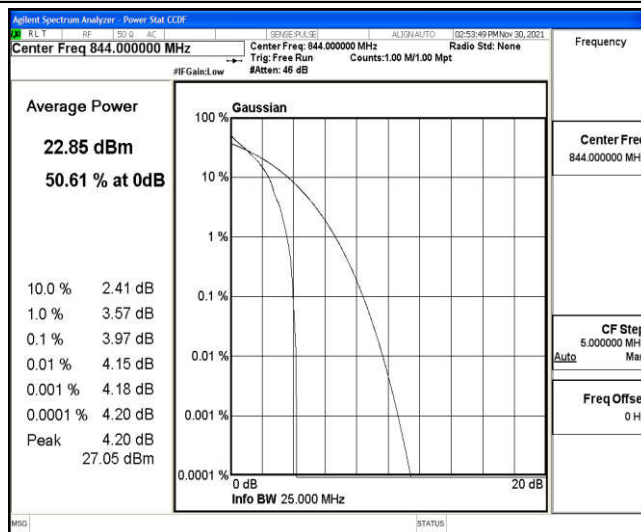 Agilent Spectrum Analyzer - Power Stat CCDF
RLT RF 50 Ω AC SENSE:PULSE ALIGNAUTO 02:53:49 PM Nov 30, 2021
Center Freq 844.000000 MHz
Center Freq: 844.000000 MHz Radio Std: None
Trig: Free Run Counts:1.00 M/1.00 Mpt
#IFGain:Low #Atten: 46 dB
Frequency
Average Power
22.85 dBm
50.61 % at 0dB
10.0 % 2.41 dB
1.0 % 3.57 dB
0.1 % 3.97 dB
0.01 % 4.15 dB
0.001 % 4.18 dB
0.0001 % 4.20 dB
Peak 4.20 dB
27.05 dBm
Gaussian
100 %
10 %
1 %
0.1 %
0.01 %
0.001 %
0.0001 %
0 dB 20 dB
Info BW 25.000 MHz
Center Fre
844.000000 MH
CF Step
5.000000 MH
Auto Ma
Freq Offse
0 H
MSG STATUS